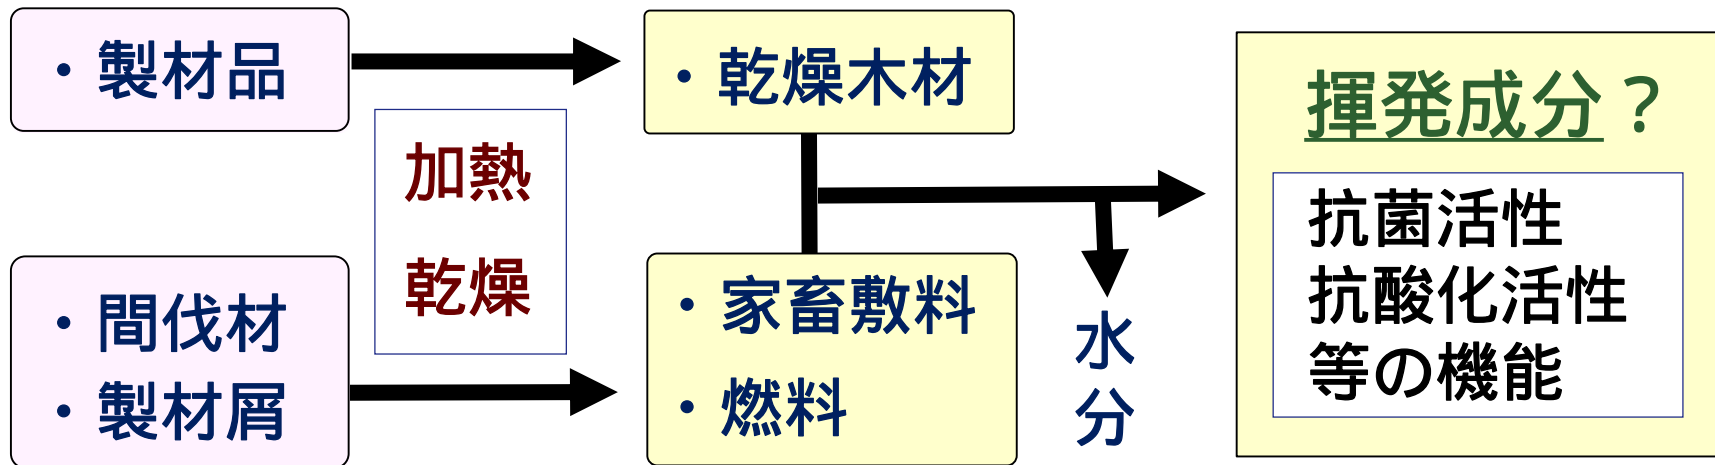 ・製材品
加熱
乾燥
・間伐材
・製材屑
・乾燥木材
・家畜敷料
・燃料
水
分
揮発成分？
抗菌活性
抗酸化活性
等の機能